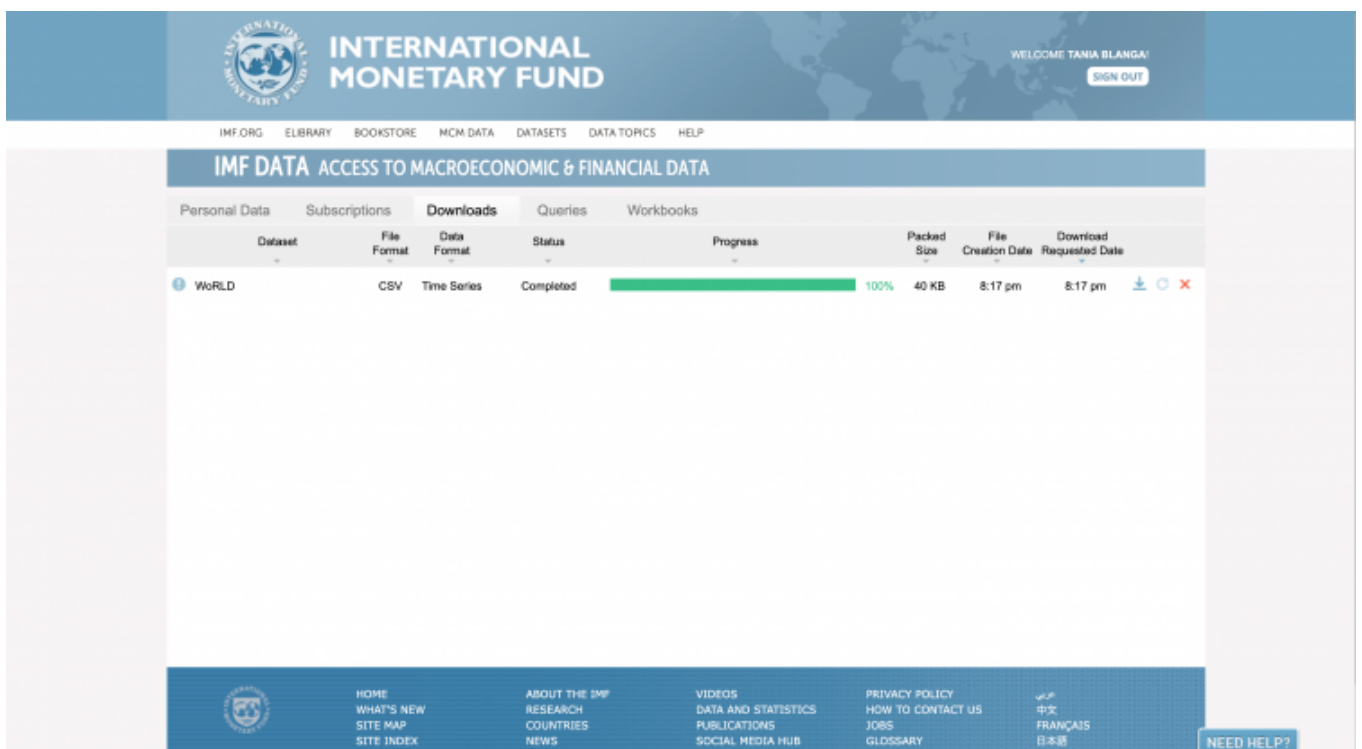 INTERNATIONAL
MONETARY FUND
WELCOME TANIA BLANGA!
SIGN OUT
IMF.ORG ELIBRARY BOOKSTORE MCM DATA DATASETS DATA TOPICS HELP
IMF DATA ACCESS TO MACROECONOMIC & FINANCIAL DATA
Personal Data Subscriptions Downloads Queries Workbooks
Dataset File Format Data Format Status Progress Packed Size File Creation Date Download Requested Date
WoRLD CSV Time Series Completed 100% 40 KB 8:17 pm 8:17 pm
HOME ABOUT THE IMF VIDEOS PRIVACY POLICY عربي
WHAT'S NEW RESEARCH DATA AND STATISTICS HOW TO CONTACT US 中文
SITE MAP COUNTRIES PUBLICATIONS JOBS FRANÇAIS
SITE INDEX NEWS SOCIAL MEDIA HUB GLOSSARY 日本語
NEED HELP?